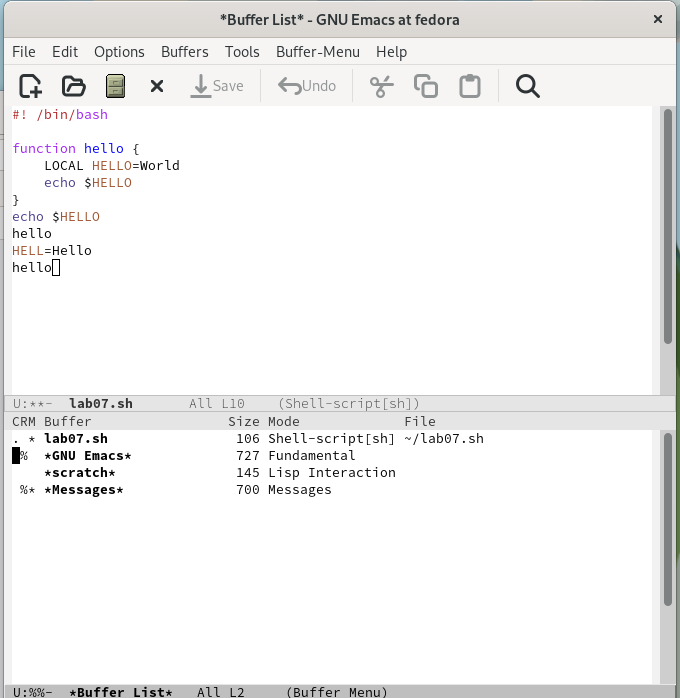 *Buffer List* - GNU Emacs at fedora
File Edit Options Buffers Tools Buffer-Menu Help
Save Undo
#! /bin/bash
function hello {
    LOCAL HELLO=World
    echo $HELLO
}
echo $HELLO
hello
HELL=Hello
hello
U:**-  lab07.sh       All L10    (Shell-script[sh])
CRM Buffer                 Size Mode             File
. * lab07.sh                106 Shell-script[sh] ~/lab07.sh
 %  *GNU Emacs*             727 Fundamental
    *scratch*               145 Lisp Interaction
 %* *Messages*              700 Messages
U:%%-  *Buffer List*   All L2     (Buffer Menu)